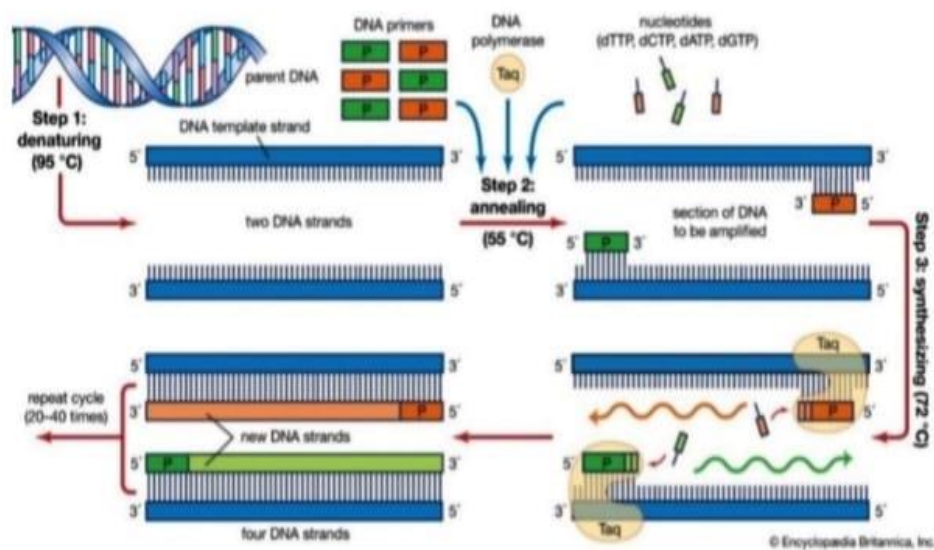 DNA primers
P P
P P
P P
DNA
polymerase
Taq
nucleotides
(dTTP, dCTP, dATP, dGTP)
parent DNA
Step 1:
denaturing
(95 °C)
DNA template strand
5´ 3´
two DNA strands
3´ 5´
Step 2:
annealing
(55 °C)
5´ 3´
3´ P 5´
section of DNA
to be amplified
5´ P 3´
3´ 5´
Step 3: synthesizing (72 °C)
Taq
5´ 3´
P 5´
5´ P
3´ 5´
Taq
5´ 3´
3´ P 5´
new DNA strands
5´ P 3´
3´ 5´
four DNA strands
repeat cycle
(20–40 times)
© Encyclopædia Britannica, Inc